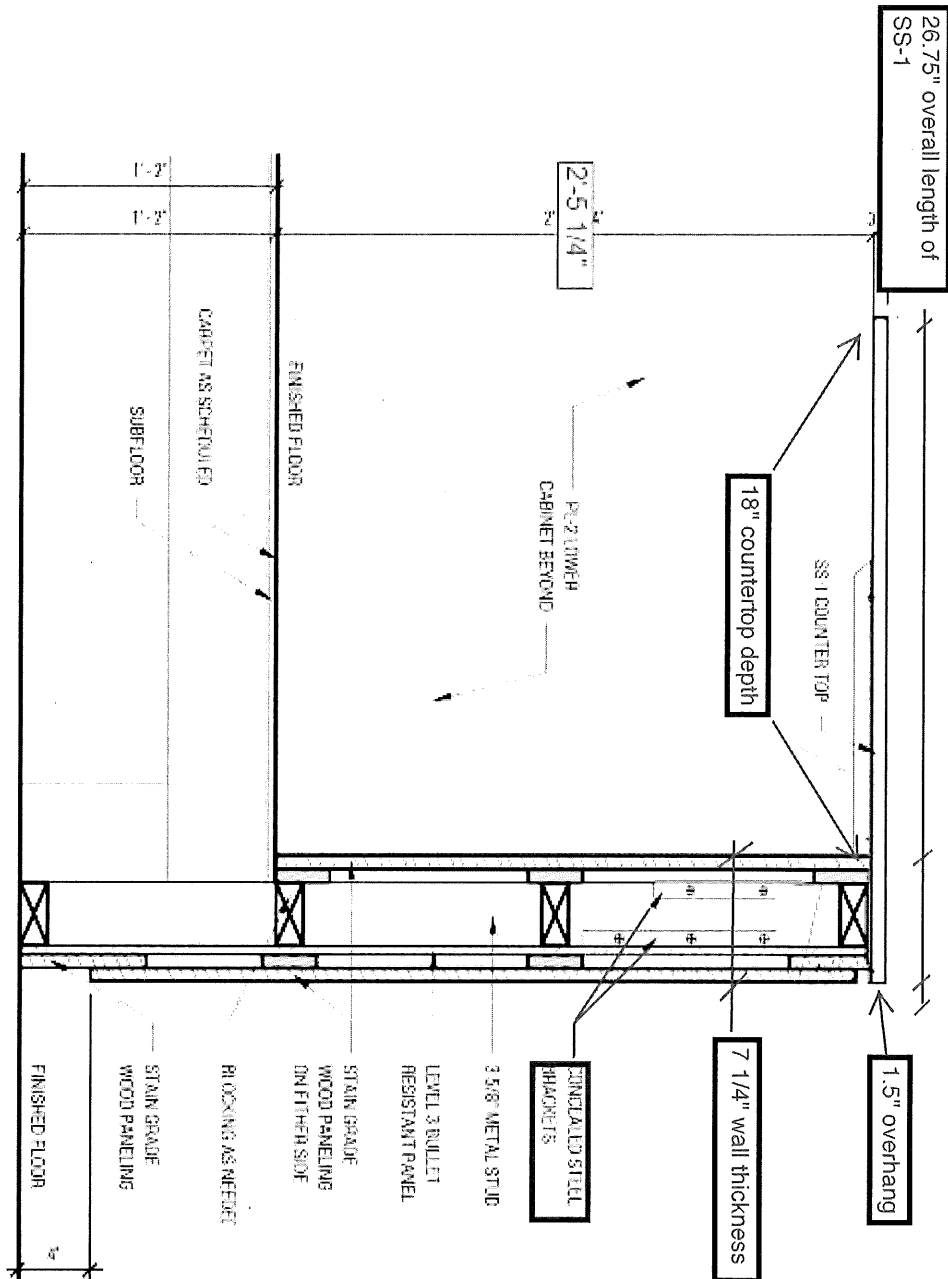 26.75" overall length of
SS-1
1.5" overhang
18" countertop depth
7 1/4" wall thickness
SS-1 COUNTER TOP
2'-5 1/4"
PL-2 LOWER
CABINET BEYOND
BRACKETS
3 5/8" METAL STUD
LEVEL 3 BULLET
RESISTANT PANEL
STAIN GRADE
WOOD PANELING
ON EITHER SIDE
FINISHED FLOOR
BLOCKING AS NEEDED
CARPET AS SCHEDULED
STAIN GRADE
WOOD PANELING
SUBFLOOR
FINISHED FLOOR
1'-2"
1'-2"